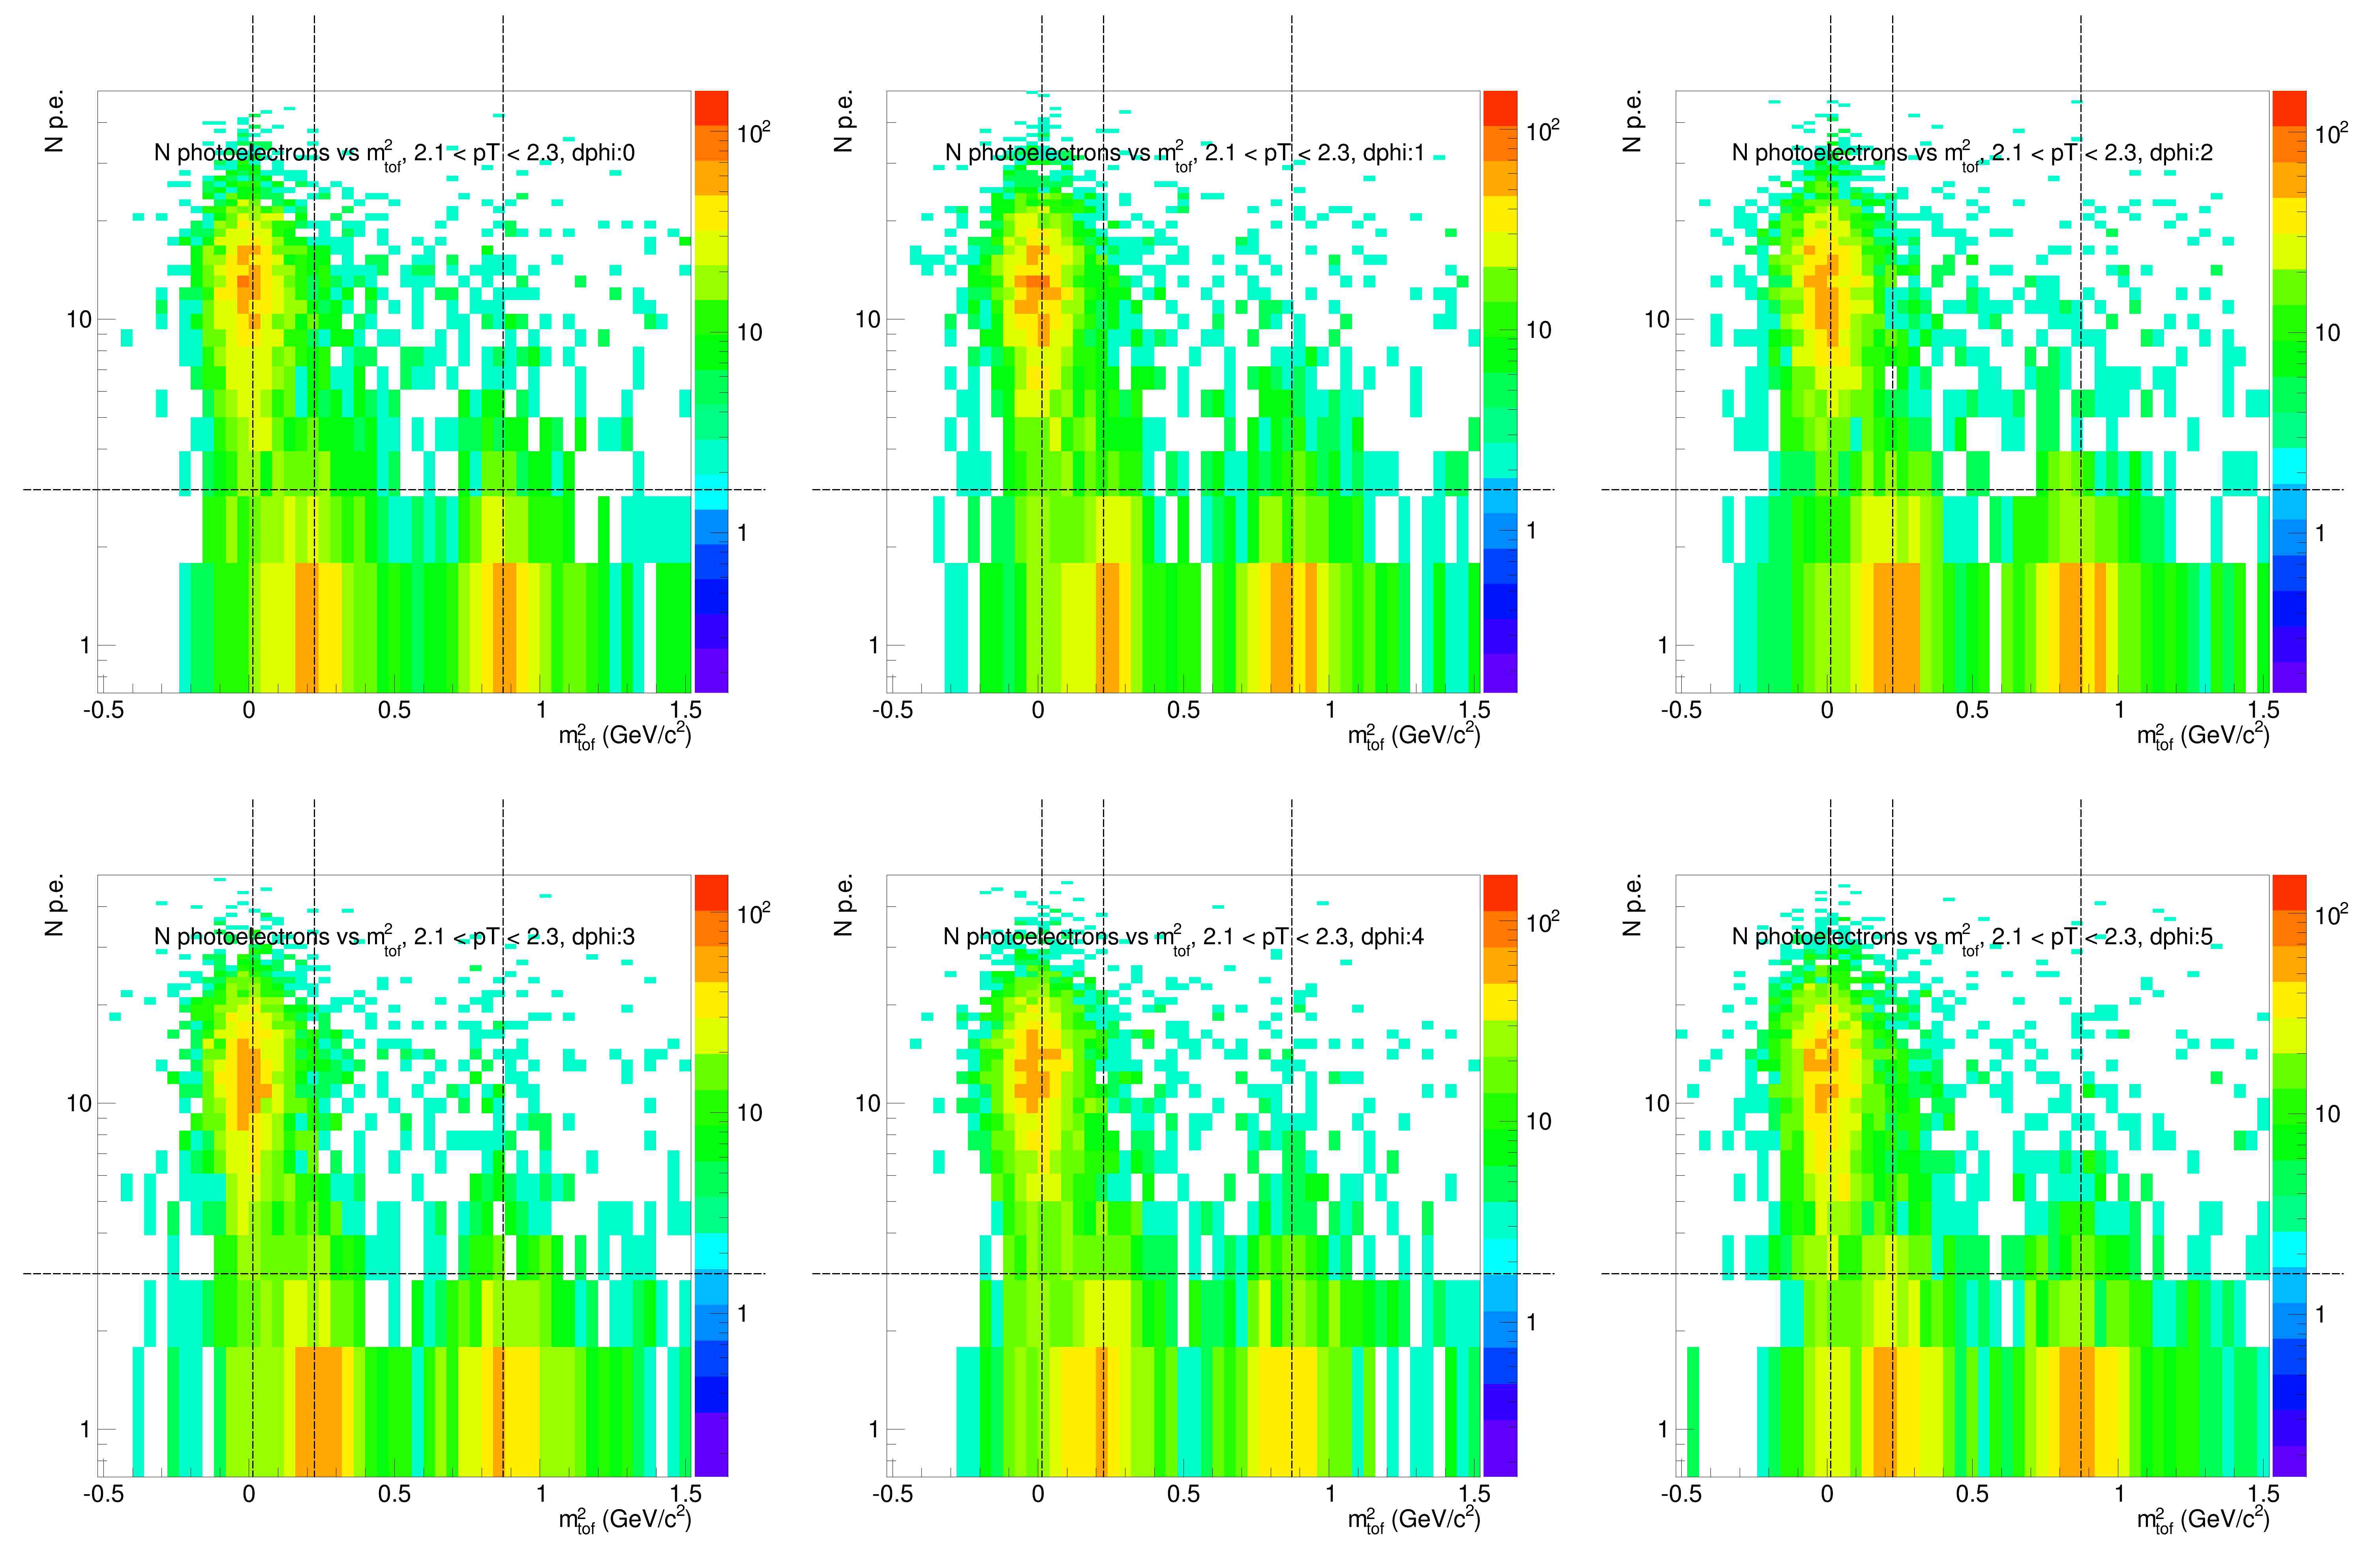 N p.e.
N photoelectrons vs m²tof, 2.1 < pT < 2.3, dphi:0
10
1
-0.5 0 0.5 1 1.5
m²tof (GeV/c²)
10²
10
1
N p.e.
N photoelectrons vs m²tof, 2.1 < pT < 2.3, dphi:1
10
1
-0.5 0 0.5 1 1.5
m²tof (GeV/c²)
10²
10
1
N p.e.
N photoelectrons vs m²tof, 2.1 < pT < 2.3, dphi:2
10
1
-0.5 0 0.5 1 1.5
m²tof (GeV/c²)
10²
10
1
N p.e.
N photoelectrons vs m²tof, 2.1 < pT < 2.3, dphi:3
10
1
-0.5 0 0.5 1 1.5
m²tof (GeV/c²)
10²
10
1
N p.e.
N photoelectrons vs m²tof, 2.1 < pT < 2.3, dphi:4
10
1
-0.5 0 0.5 1 1.5
m²tof (GeV/c²)
10²
10
1
N p.e.
N photoelectrons vs m²tof, 2.1 < pT < 2.3, dphi:5
10
1
-0.5 0 0.5 1 1.5
m²tof (GeV/c²)
10²
10
1